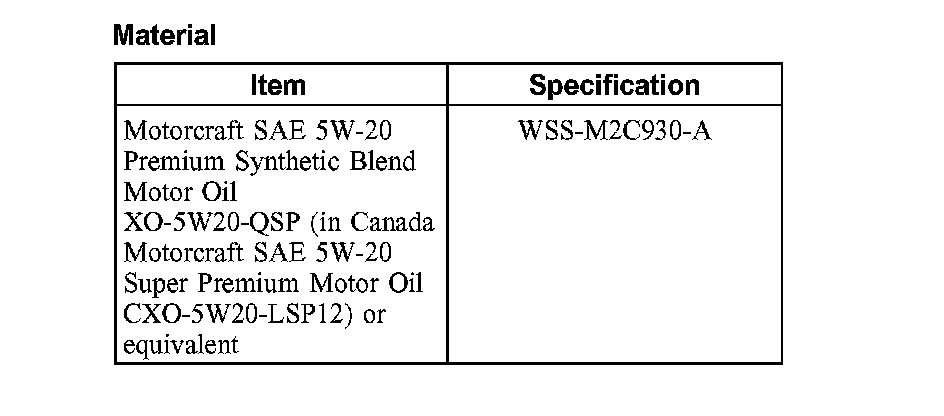 Material
Item Specification
Motorcraft SAE 5W-20 WSS-M2C930-A
Premium Synthetic Blend
Motor Oil
XO-5W20-QSP (in Canada
Motorcraft SAE 5W-20
Super Premium Motor Oil
CXO-5W20-LSP12) or
equivalent